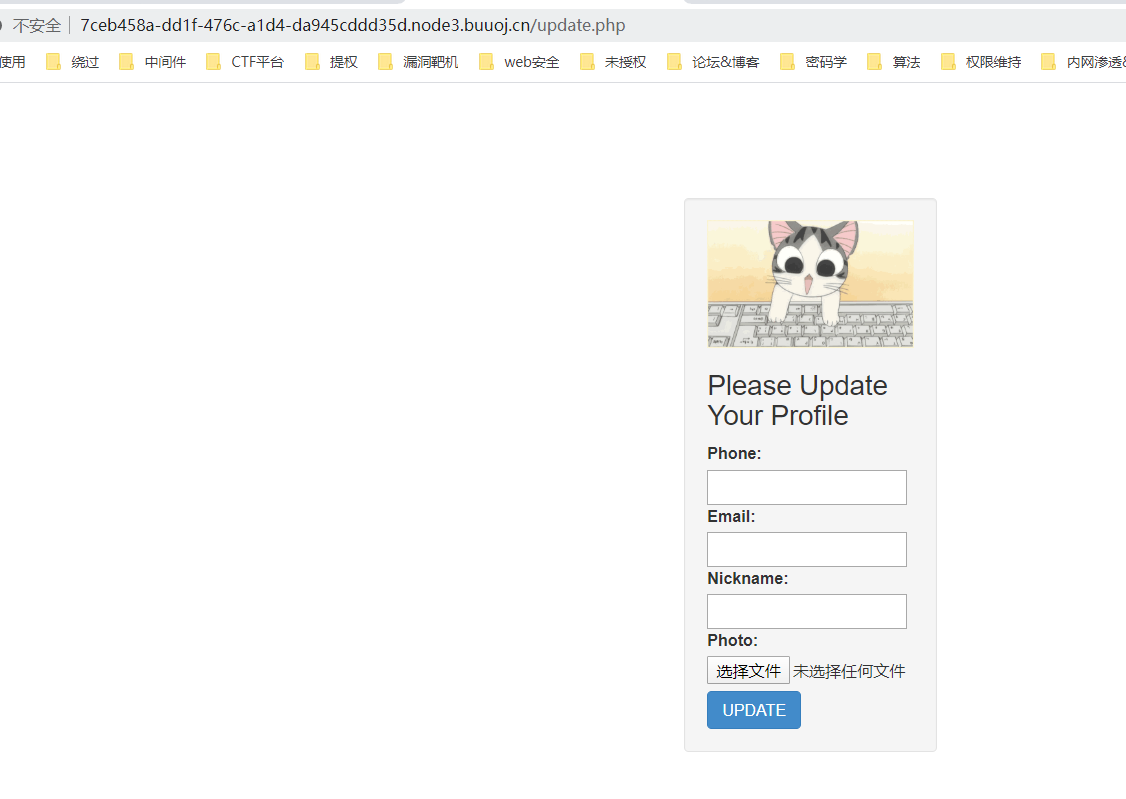 不安全 7ceb458a-dd1f-476c-a1d4-da945cddd35d.node3.buuoj.cn/update.php
使用 绕过 中间件 CTF平台 提权 漏洞靶机 web安全 未授权 论坛&博客 密码学 算法 权限维持 内网渗透&
Please Update
Your Profile
Phone:
Email:
Nickname:
Photo:
选择文件 未选择任何文件
UPDATE